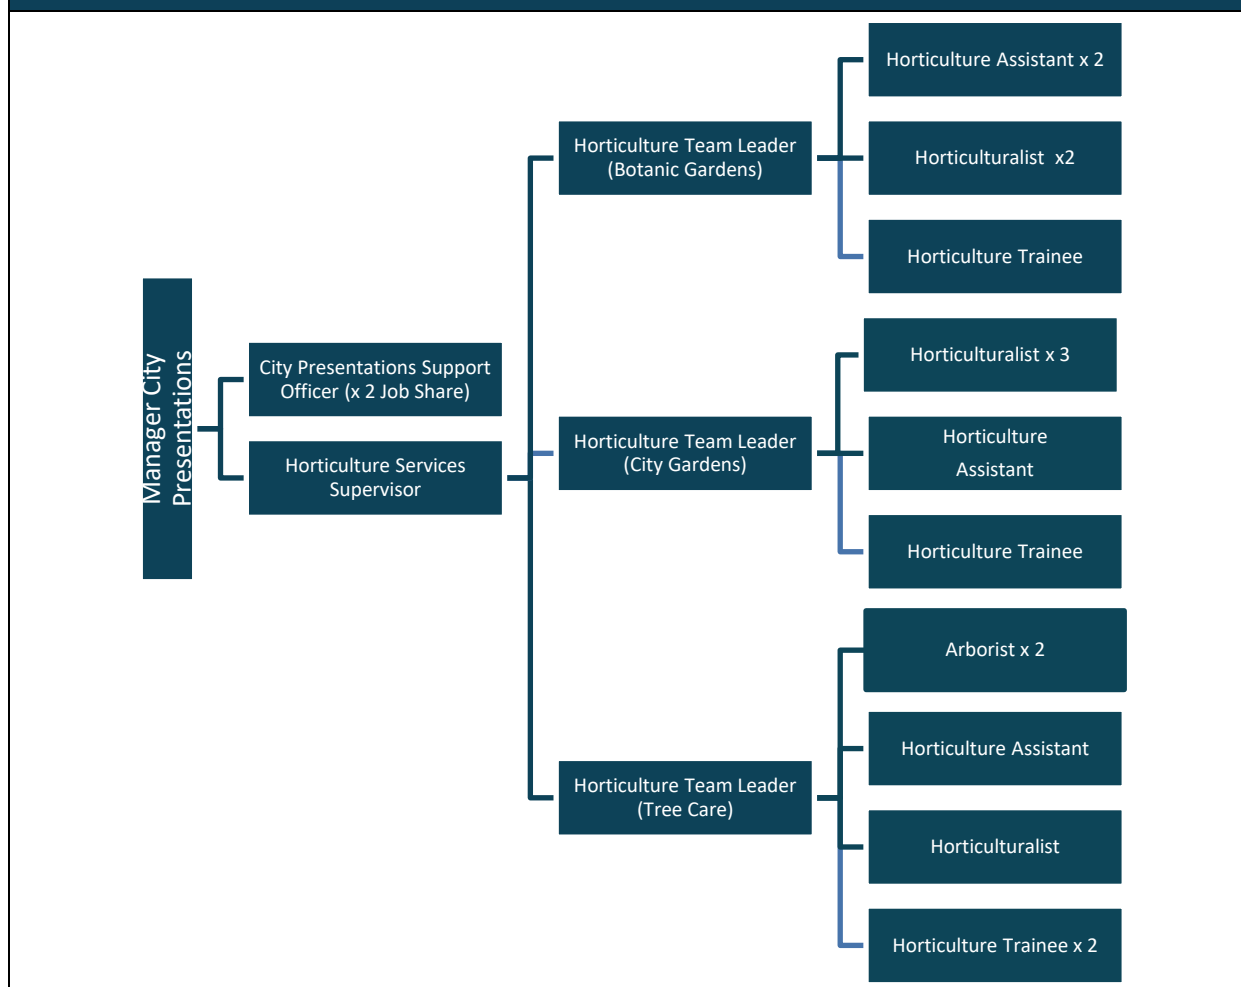 Manager City
Presentations
City Presentations Support
Officer (x 2 Job Share)
Horticulture Services
Supervisor
Horticulture Team Leader
(Botanic Gardens)
Horticulture Assistant x 2
Horticulturalist  x2
Horticulture Trainee
Horticulture Team Leader
(City Gardens)
Horticulturalist x 3
Horticulture
Assistant
Horticulture Trainee
Horticulture Team Leader
(Tree Care)
Arborist x 2
Horticulture Assistant
Horticulturalist
Horticulture Trainee x 2